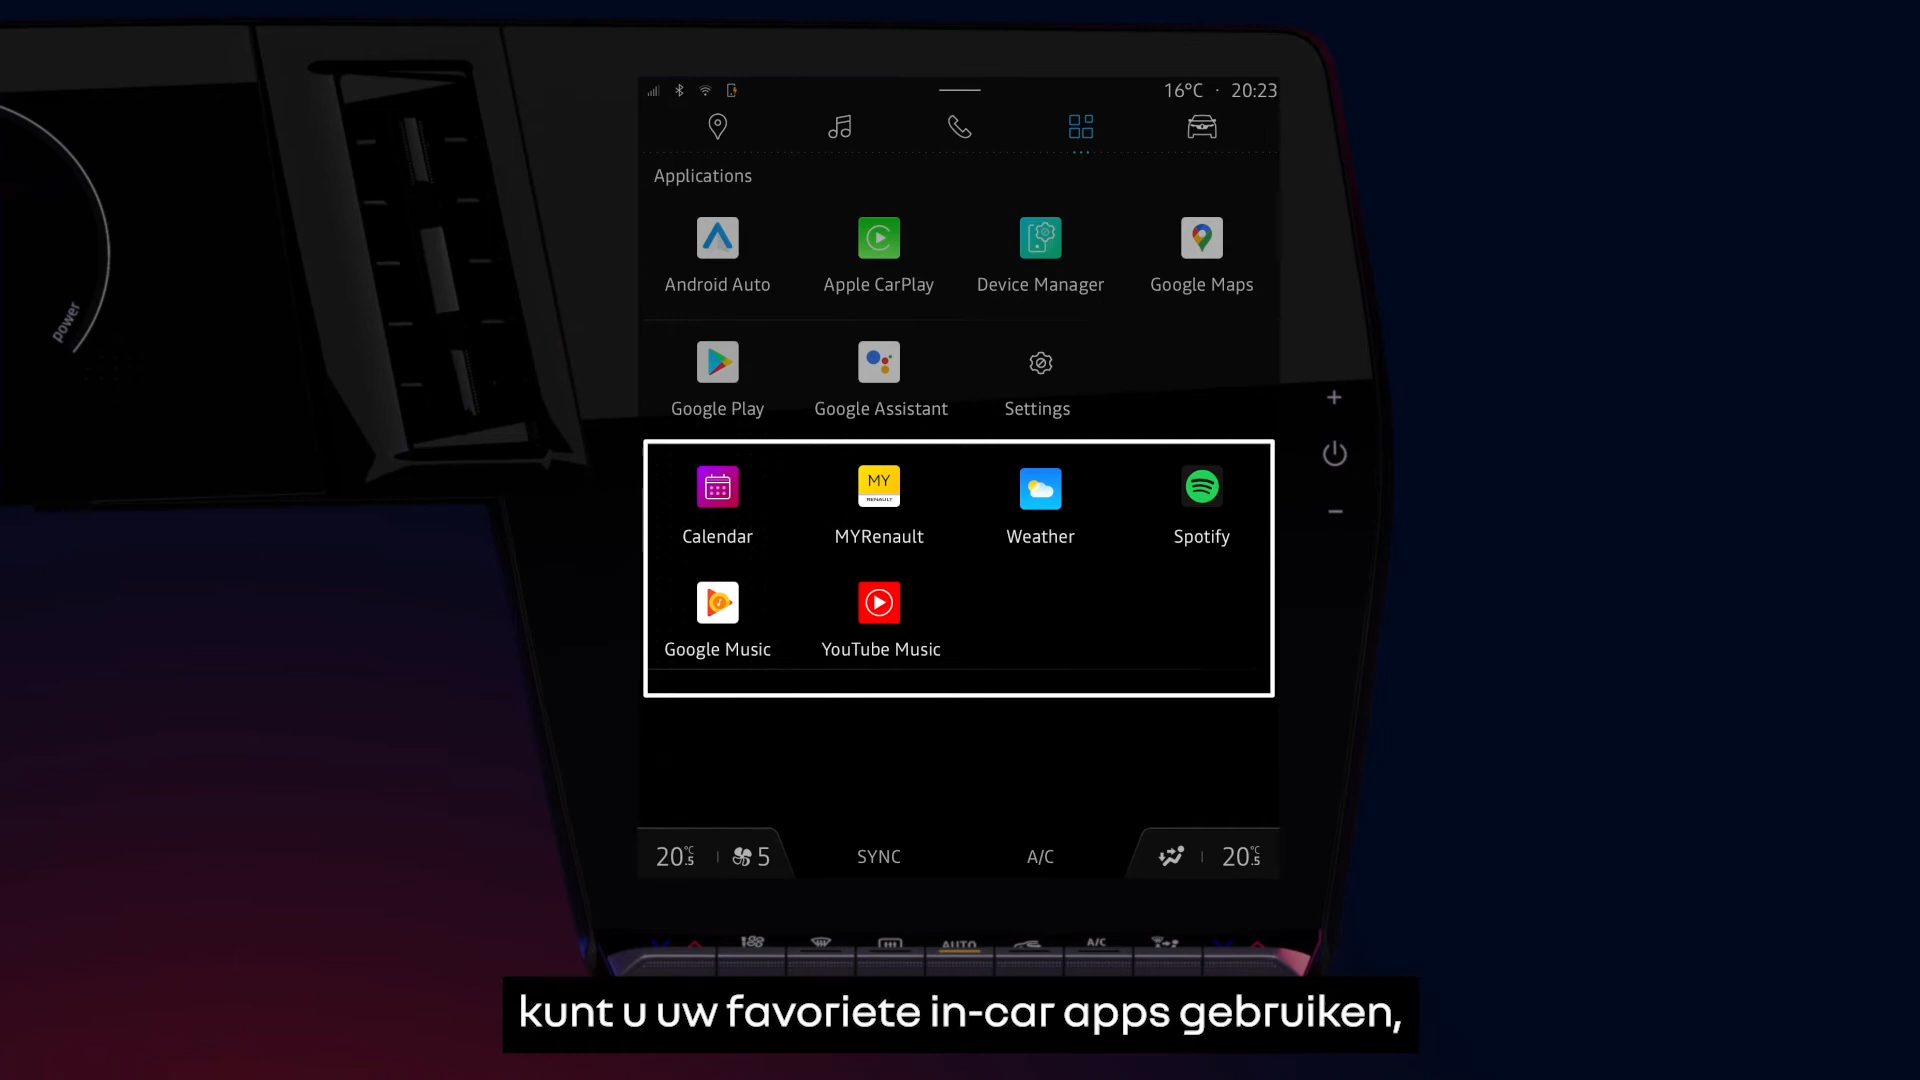 16°C · 20:23
Applications
Android Auto
Apple CarPlay
Device Manager
Google Maps
Google Play
Google Assistant
Settings
MY
RENAULT
Calendar
MYRenault
Weather
Spotify
Google Music
YouTube Music
power
20.5°C
5
SYNC
A/C
20.5°C
AUTO
A/C
kunt u uw favoriete in-car apps gebruiken,